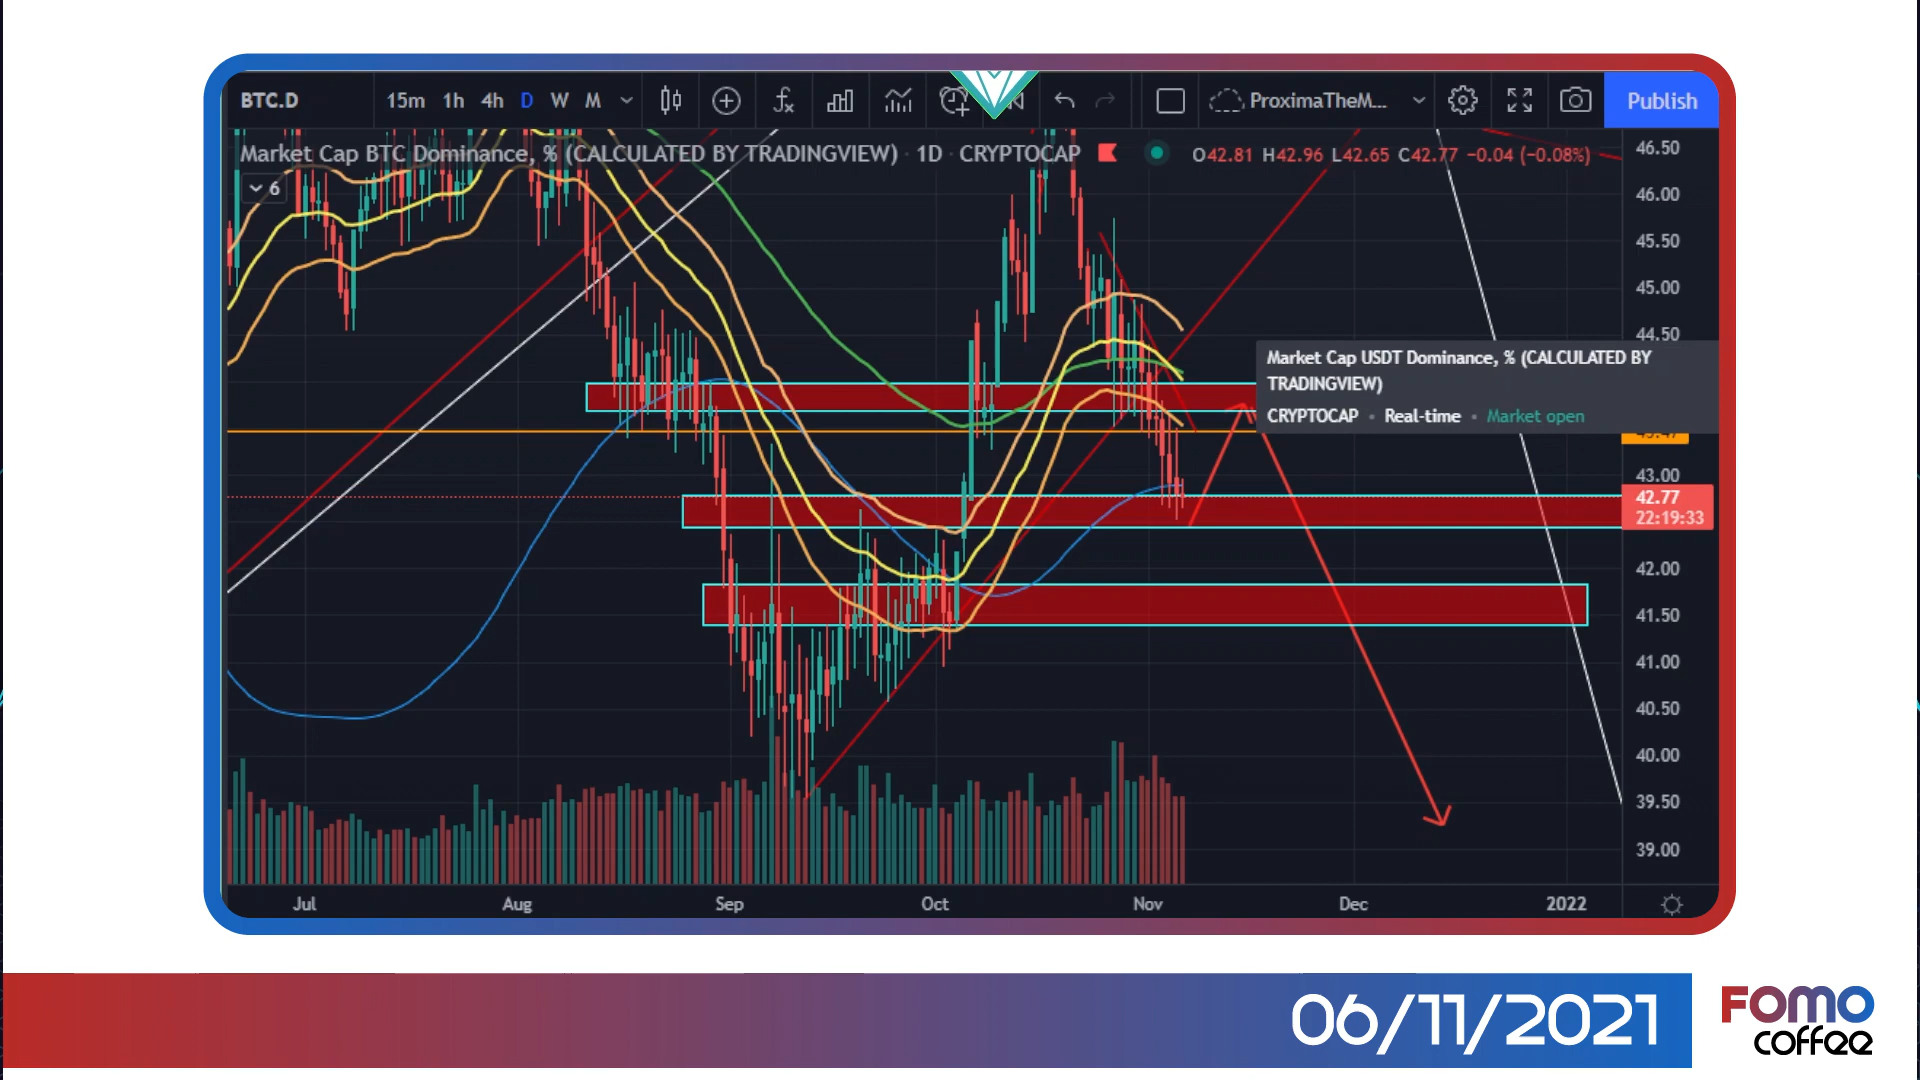 BTC.D 15m 1h 4h D W M ProximaTheM... Publish
Market Cap BTC Dominance, % (CALCULATED BY TRADINGVIEW) · 1D · CRYPTOCAP O42.81 H42.96 L42.65 C42.77 −0.04 (−0.08%)
6
46.50
46.00
45.50
45.00
44.50
Market Cap USDT Dominance, % (CALCULATED BY
TRADINGVIEW)
CRYPTOCAP • Real-time • Market open
43.47
43.00
42.77
22:19:33
42.00
41.50
41.00
40.50
40.00
39.50
39.00
Jul Aug Sep Oct Nov Dec 2022
06/11/2021
FOMO
coffee